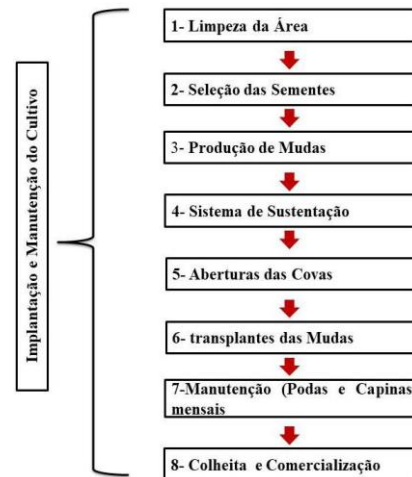 Implantação e Manutenção do Cultivo
1- Limpeza da Área
2- Seleção das Sementes
3- Produção de Mudas
4- Sistema de Sustentação
5- Aberturas das Covas
6- transplantes das Mudas
7-Manutenção (Podas e Capinas
mensais
8- Colheita e Comercialização